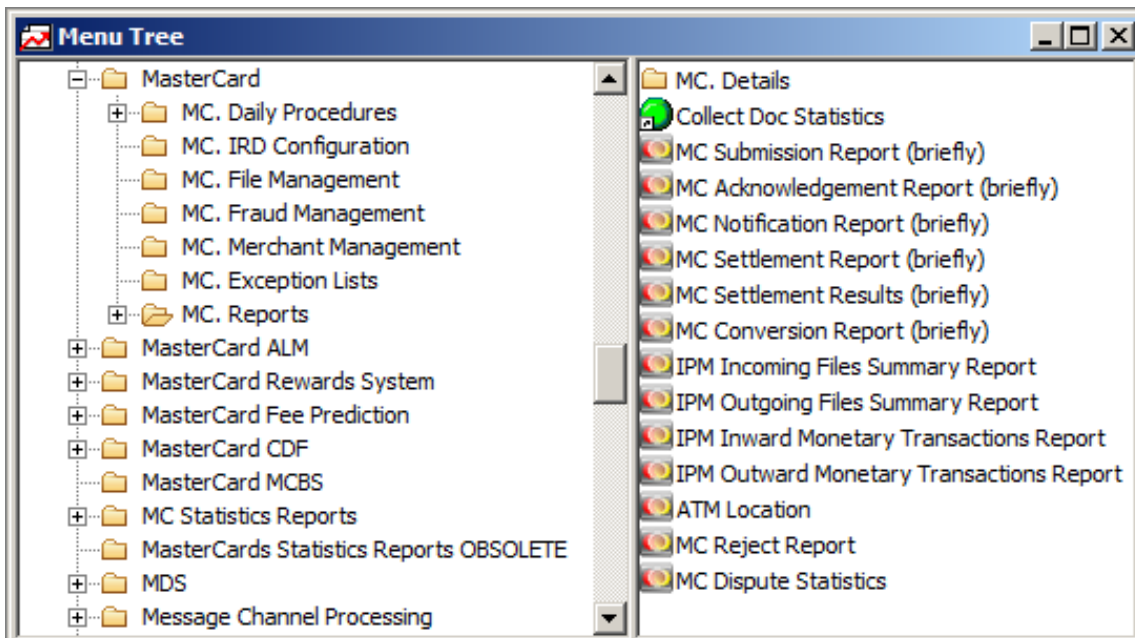 Menu Tree
MasterCard
MC. Daily Procedures
MC. IRD Configuration
MC. File Management
MC. Fraud Management
MC. Merchant Management
MC. Exception Lists
MC. Reports
MasterCard ALM
MasterCard Rewards System
MasterCard Fee Prediction
MasterCard CDF
MasterCard MCBS
MC Statistics Reports
MasterCards Statistics Reports OBSOLETE
MDS
Message Channel Processing
MC. Details
Collect Doc Statistics
MC Submission Report (briefly)
MC Acknowledgement Report (briefly)
MC Notification Report (briefly)
MC Settlement Report (briefly)
MC Settlement Results (briefly)
MC Conversion Report (briefly)
IPM Incoming Files Summary Report
IPM Outgoing Files Summary Report
IPM Inward Monetary Transactions Report
IPM Outward Monetary Transactions Report
ATM Location
MC Reject Report
MC Dispute Statistics